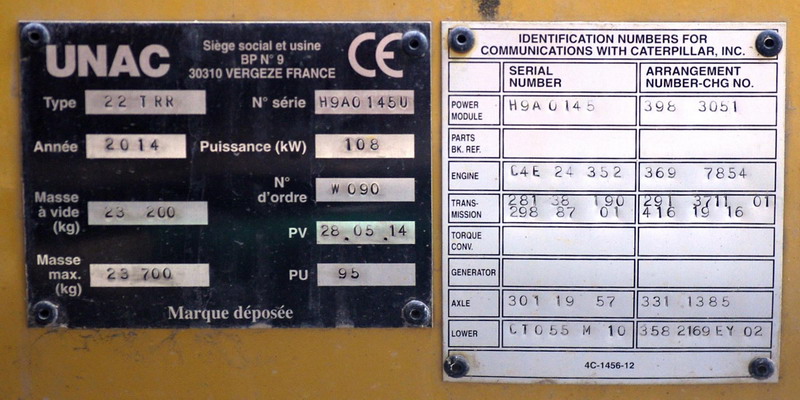 UNAC
Siège social et usine
BP N° 9
30310 VERGEZE FRANCE
CE
Type 22 TRR
N° série H9A0145U
Année 2014
Puissance (kW) 108
N° d'ordre W 090
Masse à vide (kg) 23 200
PV 28.05.14
Masse max. (kg) 23 700
PU 95
Marque déposée
IDENTIFICATION NUMBERS FOR
COMMUNICATIONS WITH CATERPILLAR, INC.
SERIAL NUMBER
ARRANGEMENT NUMBER-CHG NO.
POWER MODULE H9A0145 398 3051
PARTS BK. REF.
ENGINE C4E 24 352 369 7854
TRANS- 281 38 190 291 3711 01
MISSION 298 87 01 416 19 16
TORQUE CONV.
GENERATOR
AXLE 301 19 57 331 1385
LOWER CT055 M 10 358 2169 EY 02
4C-1456-12